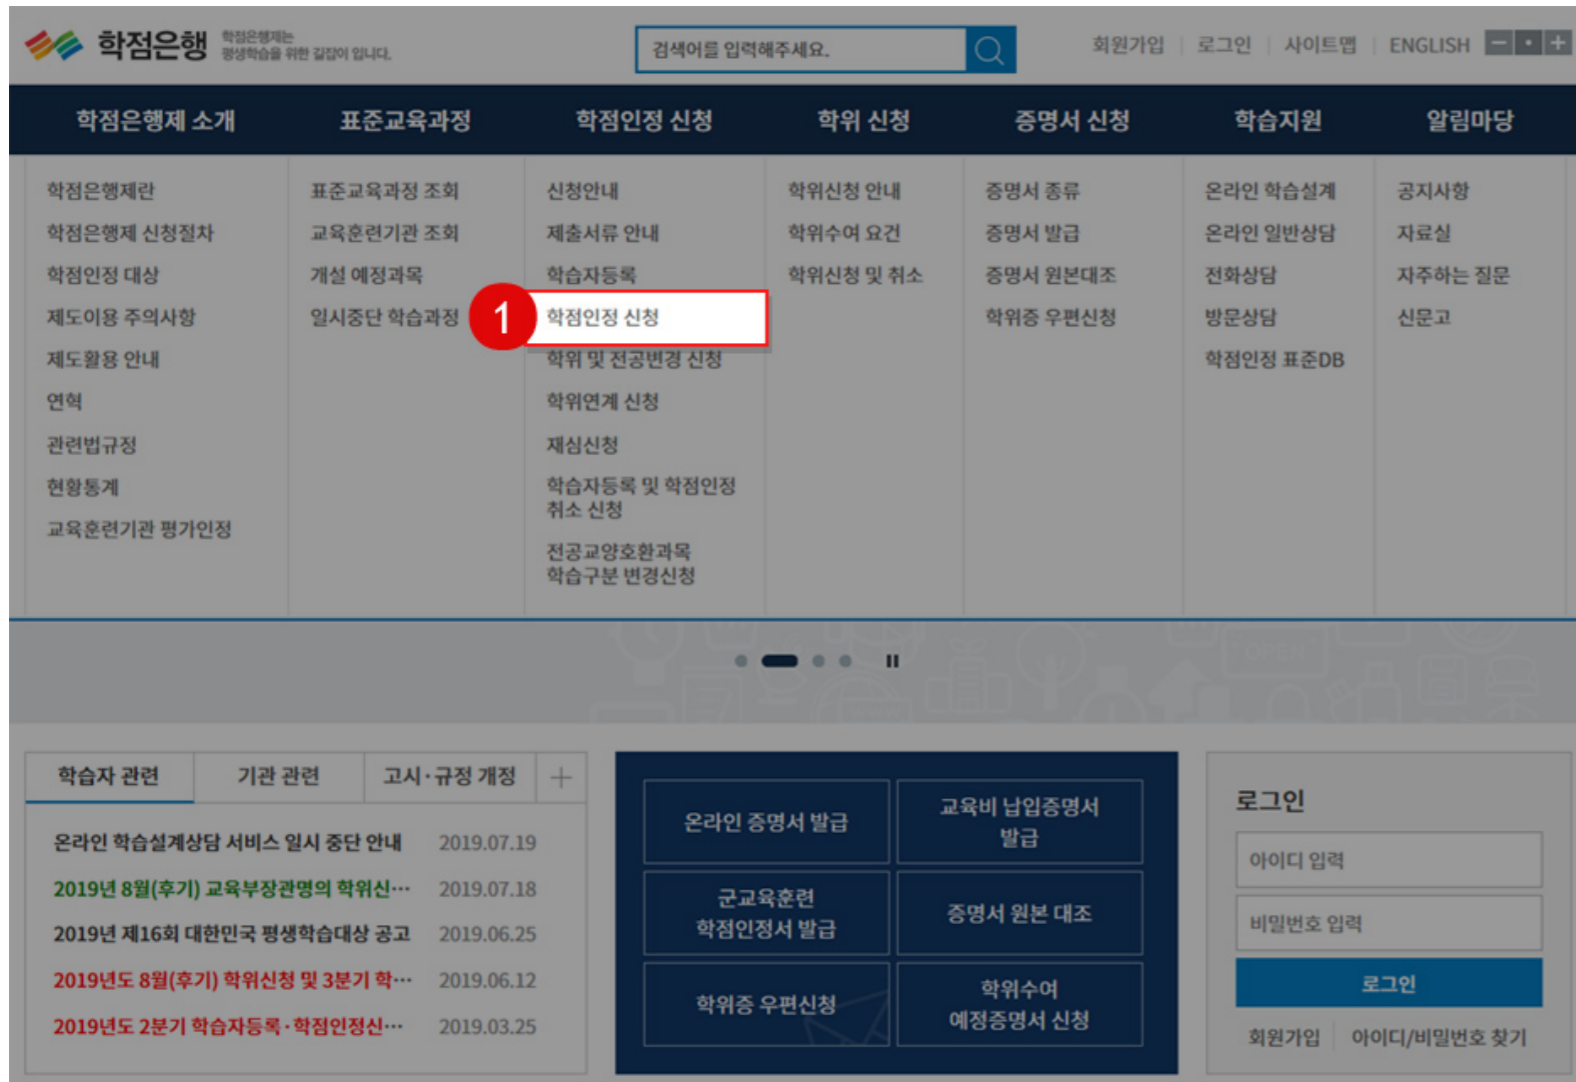 학점은행
학점은행제는
평생학습을 위한 길잡이 입니다.
검색어를 입력해주세요.
회원가입
로그인
사이트맵
ENGLISH
학점은행제 소개
표준교육과정
학점인정 신청
학위 신청
증명서 신청
학습지원
알림마당
학점은행제란
학점은행제 신청절차
학점인정 대상
제도이용 주의사항
제도활용 안내
연혁
관련법규정
현황통계
교육훈련기관 평가인정
표준교육과정 조회
교육훈련기관 조회
개설 예정과목
일시중단 학습과정
신청안내
제출서류 안내
학습자등록
1
학점인정 신청
학위 및 전공변경 신청
학위연계 신청
재심신청
학습자등록 및 학점인정
취소 신청
전공교양호환과목
학습구분 변경신청
학위신청 안내
학위수여 요건
학위신청 및 취소
증명서 종류
증명서 발급
증명서 원본대조
학위증 우편신청
온라인 학습설계
온라인 일반상담
전화상담
방문상담
학점인정 표준DB
공지사항
자료실
자주하는 질문
신문고
OPEN
학습자 관련
기관 관련
고시·규정 개정
온라인 학습설계상담 서비스 일시 중단 안내 2019.07.19
2019년 8월(후기) 교육부장관명의 학위신… 2019.07.18
2019년 제16회 대한민국 평생학습대상 공고 2019.06.25
2019년도 8월(후기) 학위신청 및 3분기 학… 2019.06.12
2019년도 2분기 학습자등록·학점인정신… 2019.03.25
온라인 증명서 발급
교육비 납입증명서
발급
군교육훈련
학점인정서 발급
증명서 원본 대조
학위증 우편신청
학위수여
예정증명서 신청
로그인
아이디 입력
비밀번호 입력
로그인
회원가입
아이디/비밀번호 찾기